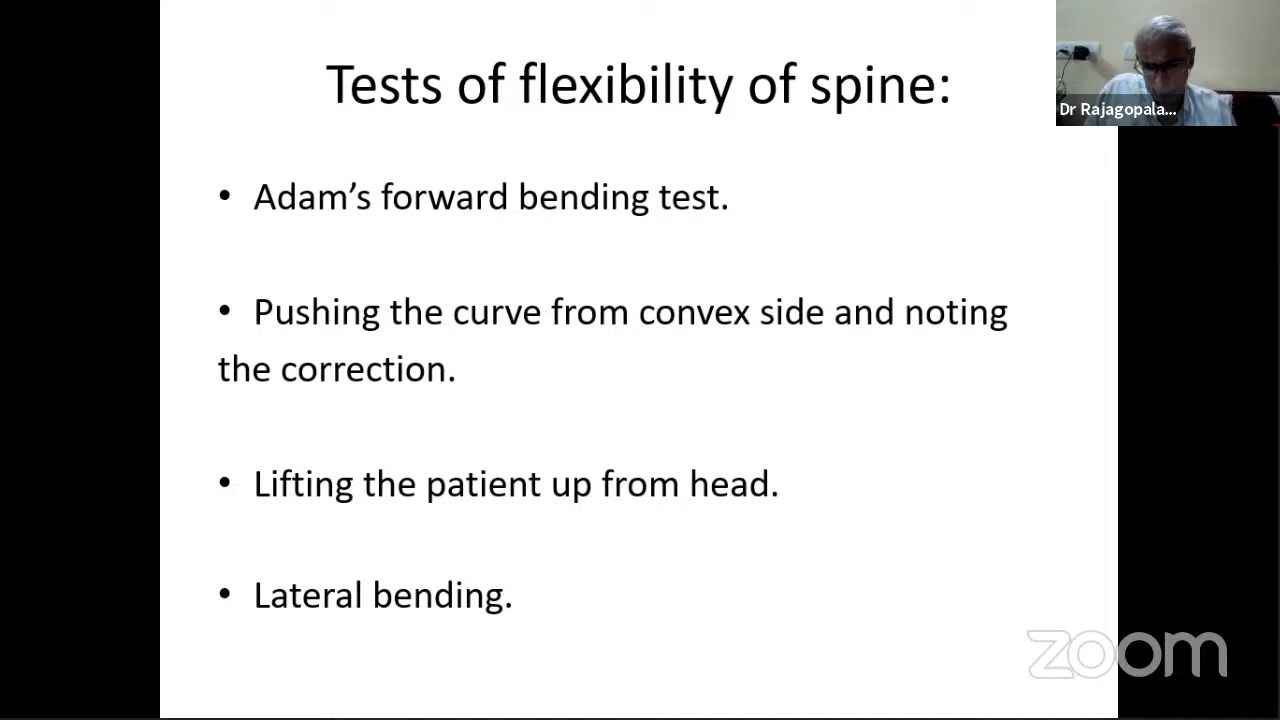 Tests of flexibility of spine:
Dr Rajagopala...
• Adam’s forward bending test.
• Pushing the curve from convex side and noting
the correction.
• Lifting the patient up from head.
• Lateral bending.
zoom